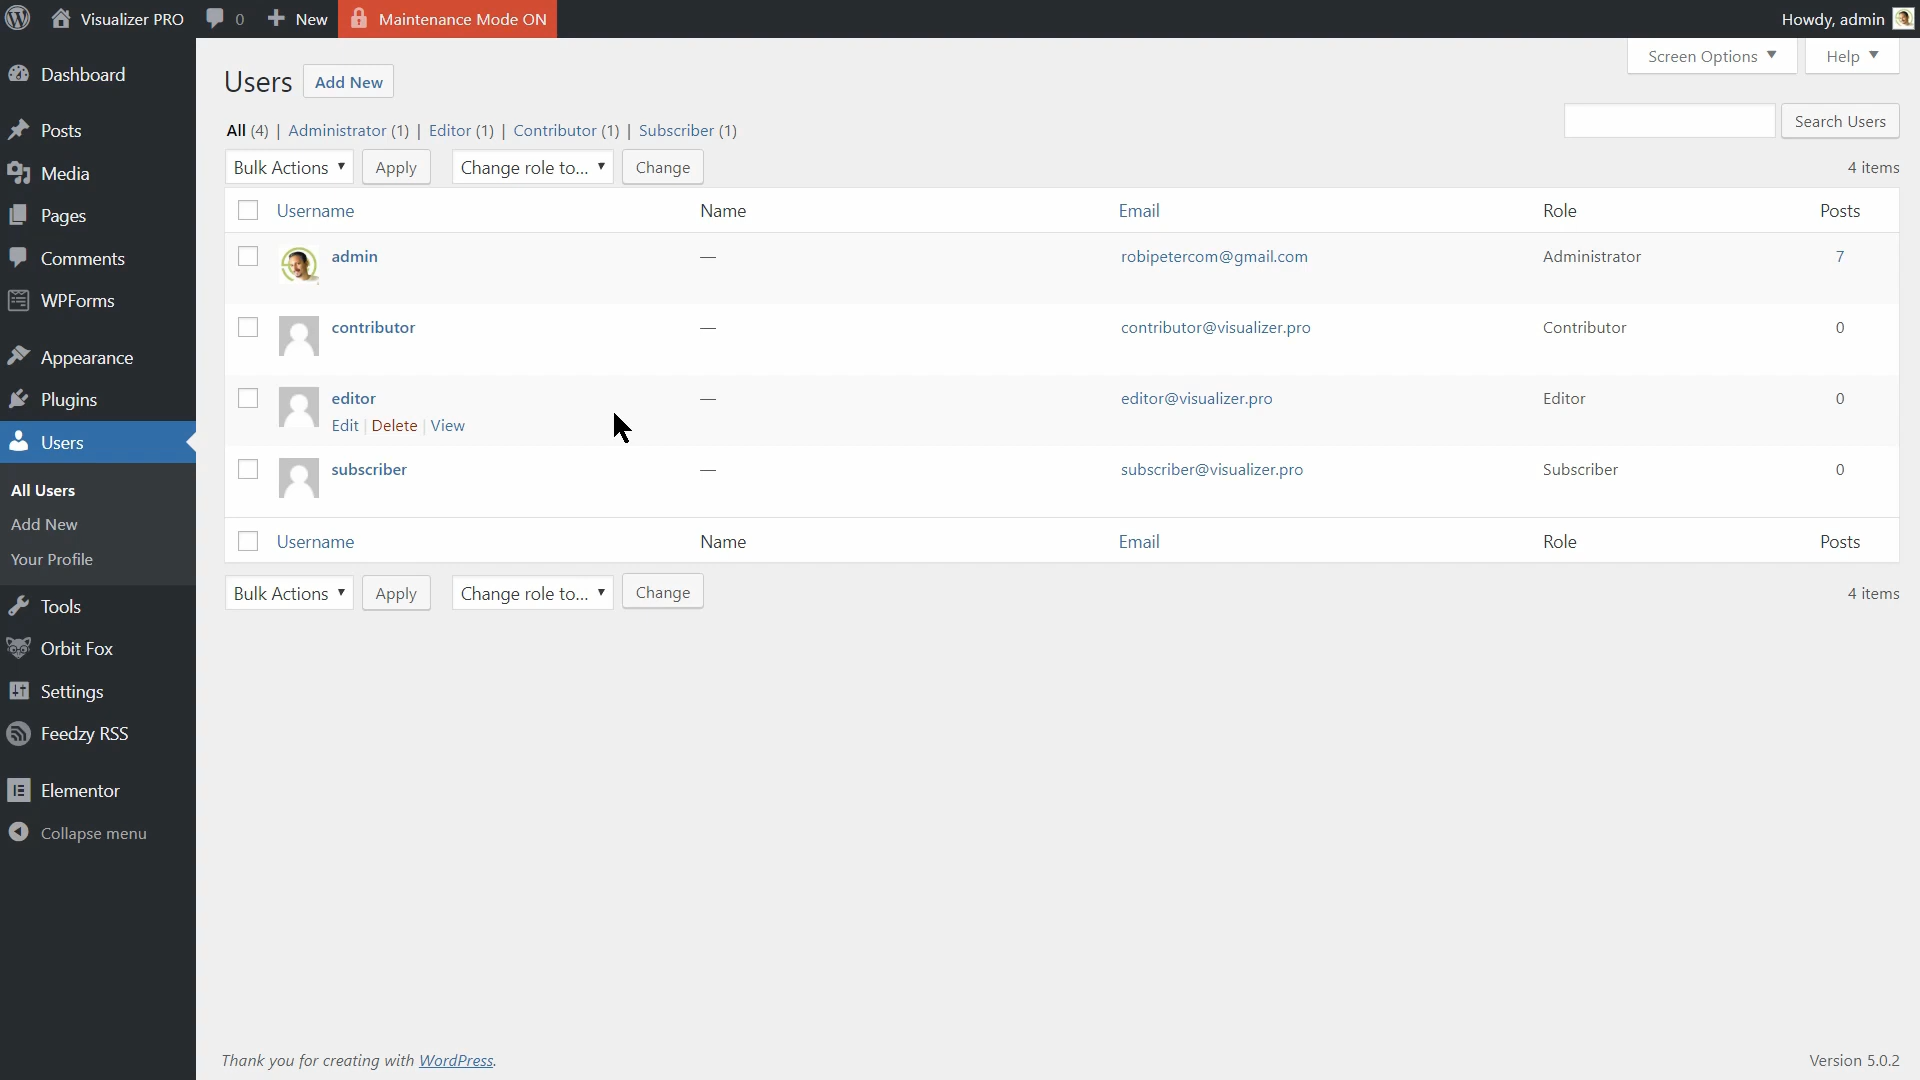 Visualizer PRO 0 New Maintenance Mode ON Howdy, admin
Screen Options Help
Dashboard
Posts
Media
Pages
Comments
WPForms
Appearance
Plugins
Users
All Users
Add New
Your Profile
Tools
Orbit Fox
Settings
Feedzy RSS
Elementor
Collapse menu
Users Add New
All (4) | Administrator (1) | Editor (1) | Contributor (1) | Subscriber (1)
Search Users
Bulk Actions Apply Change role to... Change 4 items
Username Name Email Role Posts
admin — robipetercom@gmail.com Administrator 7
contributor — contributor@visualizer.pro Contributor 0
editor — editor@visualizer.pro Editor 0
Edit | Delete | View
subscriber — subscriber@visualizer.pro Subscriber 0
Username Name Email Role Posts
Bulk Actions Apply Change role to... Change 4 items
Thank you for creating with WordPress. Version 5.0.2